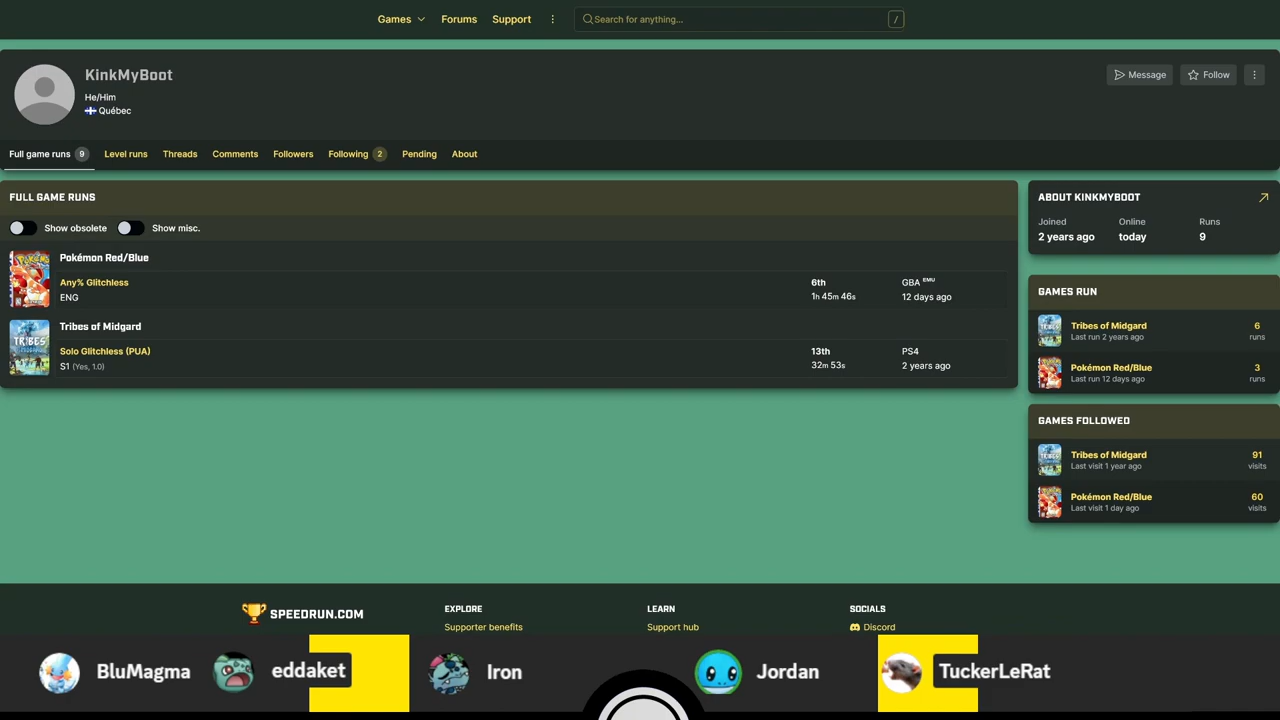 Games Forums Support Search for anything... /
KinkMyBoot
He/Him
Québec
Message Follow
Full game runs 9 Level runs Threads Comments Followers Following 2 Pending About
FULL GAME RUNS
Show obsolete Show misc.
Pokémon Red/Blue
Any% Glitchless 6th GBA EMU
ENG 1h 45m 46s 12 days ago
Tribes of Midgard
Solo Glitchless (PUA) 13th PS4
S1 (Yes, 1.0) 32m 53s 2 years ago
ABOUT KINKMYBOOT
Joined Online Runs
2 years ago today 9
GAMES RUN
Tribes of Midgard 6
Last run 2 years ago runs
Pokémon Red/Blue 3
Last run 12 days ago runs
GAMES FOLLOWED
Tribes of Midgard 91
Last visit 1 year ago visits
Pokémon Red/Blue 60
Last visit 1 day ago visits
SPEEDRUN.COM EXPLORE LEARN SOCIALS
Supporter benefits Support hub Discord
BluMagma eddaket Iron Jordan TuckerLeRat